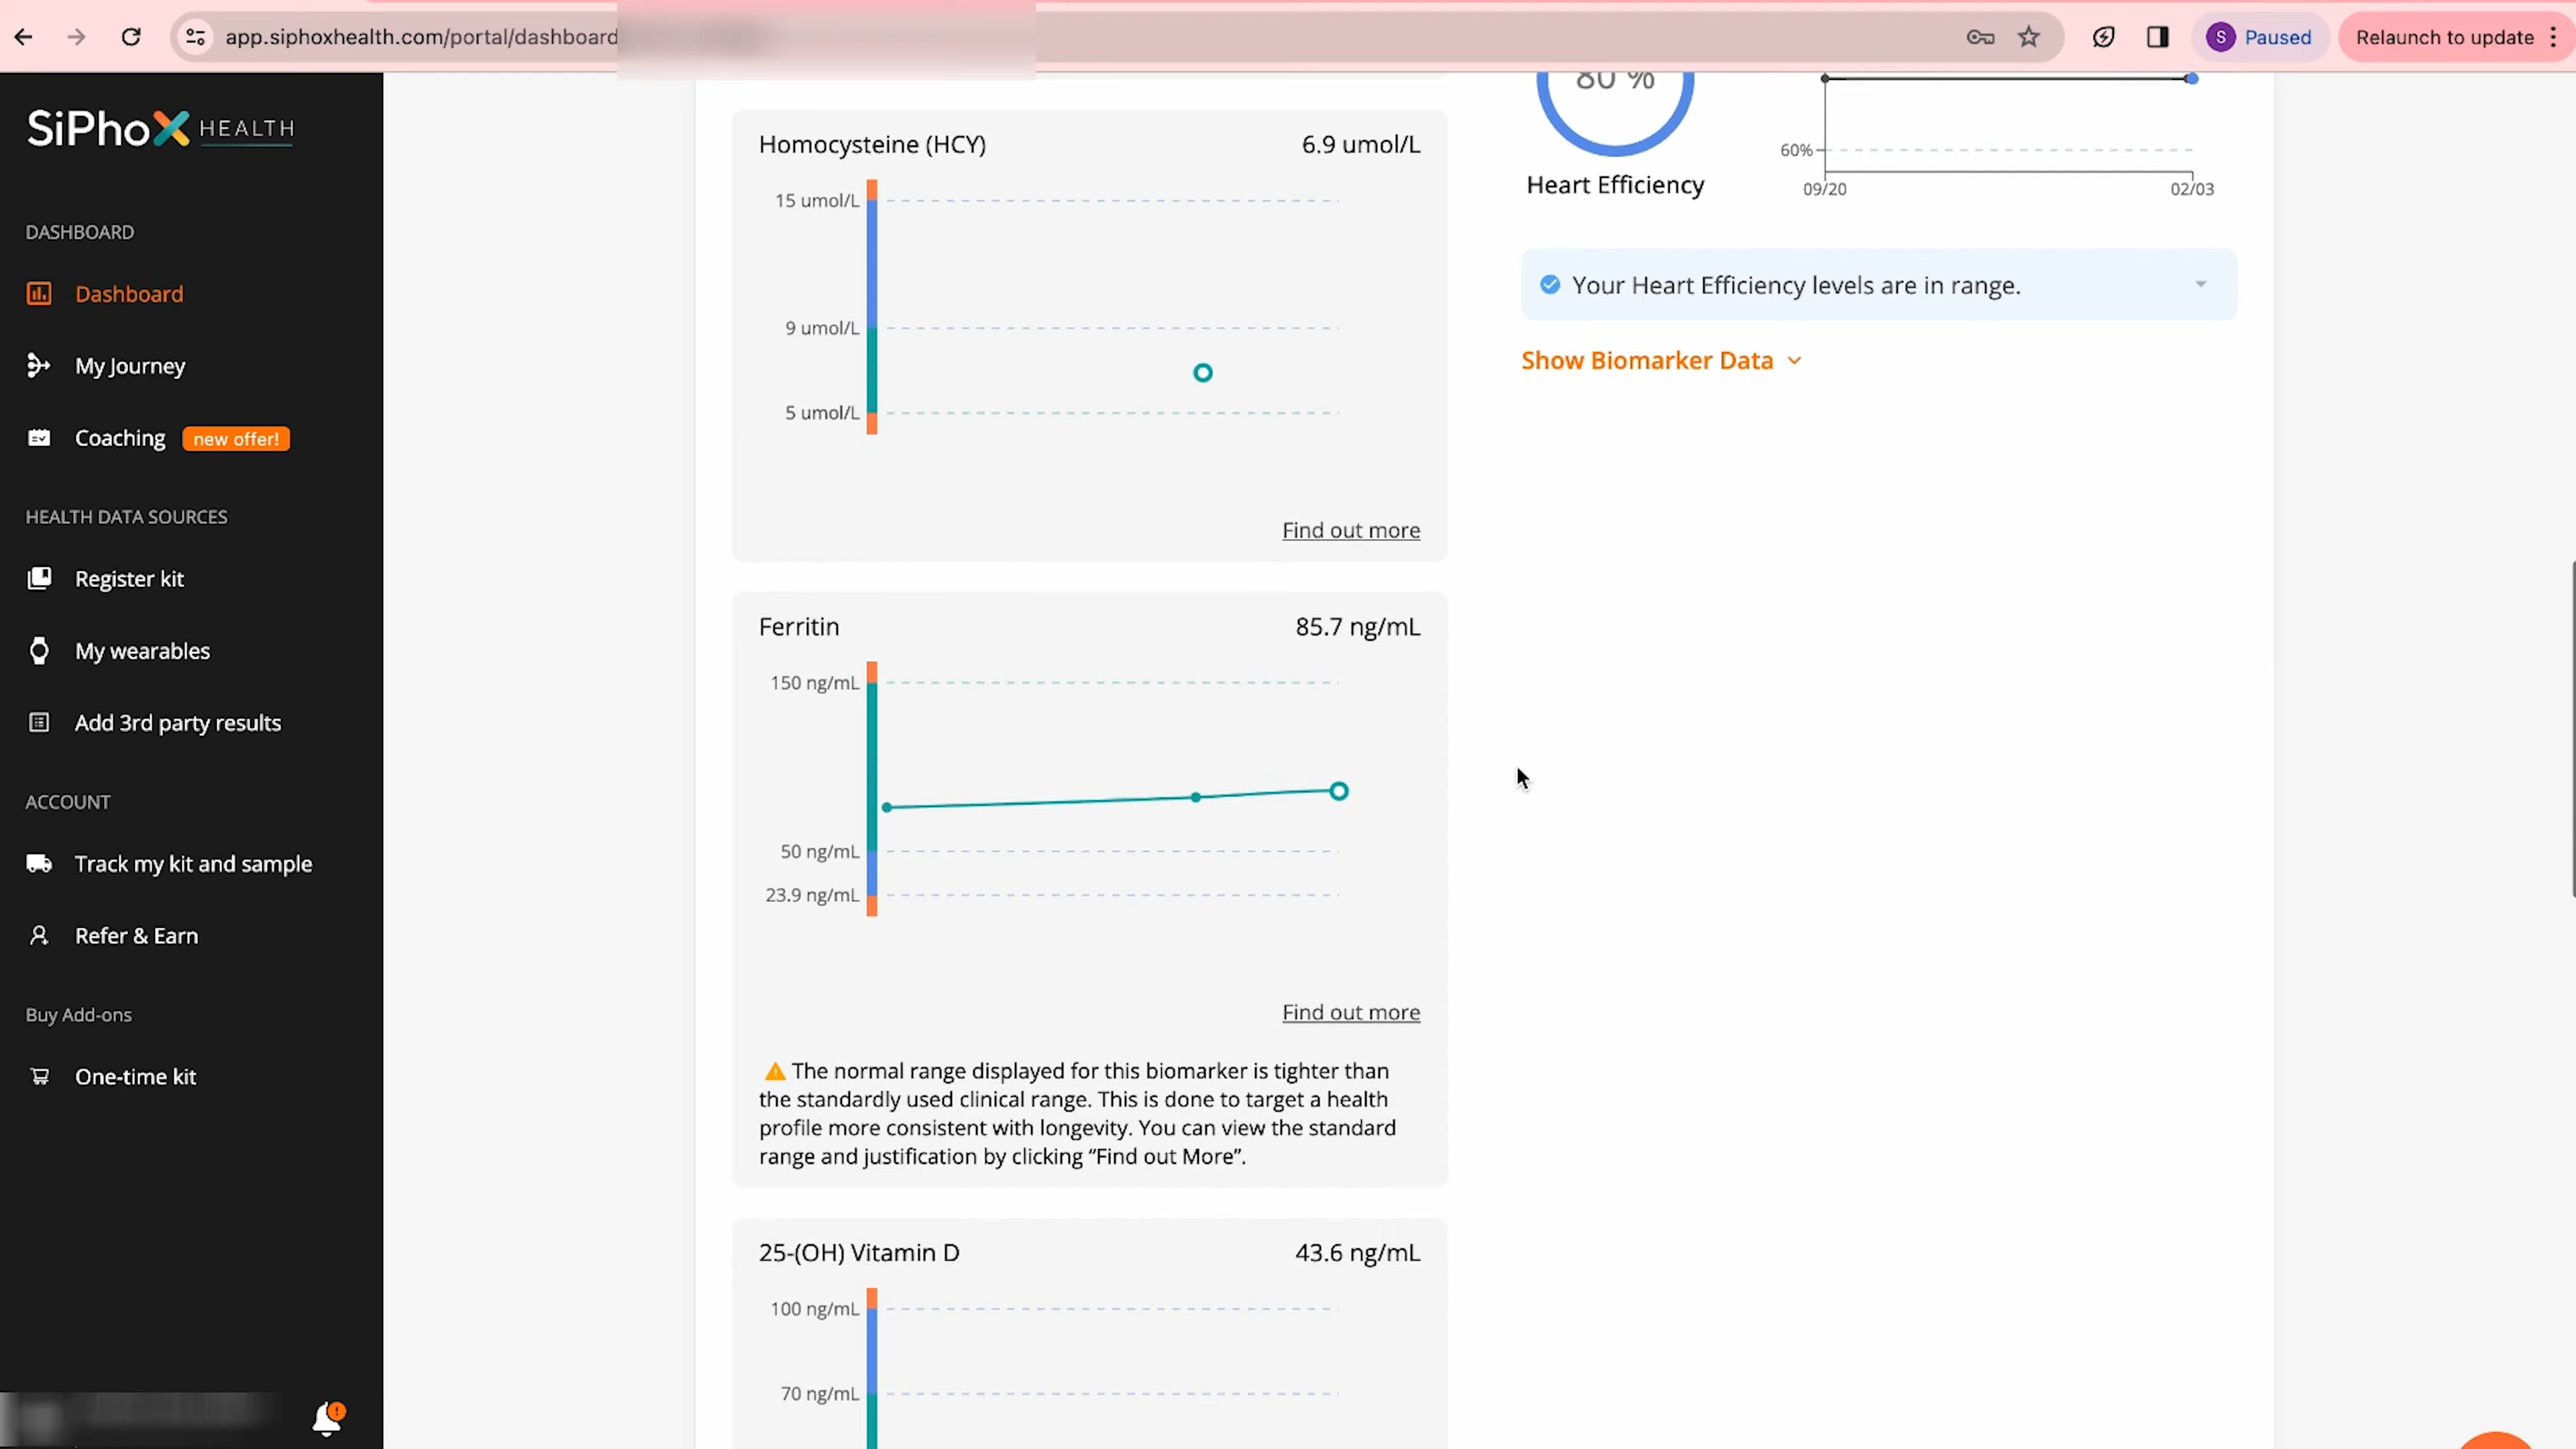 app.siphoxhealth.com/portal/dashboard
Paused
S
Relaunch to update
SiPhoX HEALTH
DASHBOARD
Dashboard
My Journey
Coaching new offer!
HEALTH DATA SOURCES
Register kit
My wearables
Add 3rd party results
ACCOUNT
Track my kit and sample
Refer & Earn
Buy Add-ons
One-time kit
Homocysteine (HCY) 6.9 umol/L
15 umol/L
9 umol/L
5 umol/L
Find out more
Ferritin 85.7 ng/mL
150 ng/mL
50 ng/mL
23.9 ng/mL
Find out more
The normal range displayed for this biomarker is tighter than
the standardly used clinical range. This is done to target a health
profile more consistent with longevity. You can view the standard
range and justification by clicking “Find out More”.
25-(OH) Vitamin D 43.6 ng/mL
100 ng/mL
70 ng/mL
80 %
Heart Efficiency
60%
09/20 02/03
Your Heart Efficiency levels are in range.
Show Biomarker Data